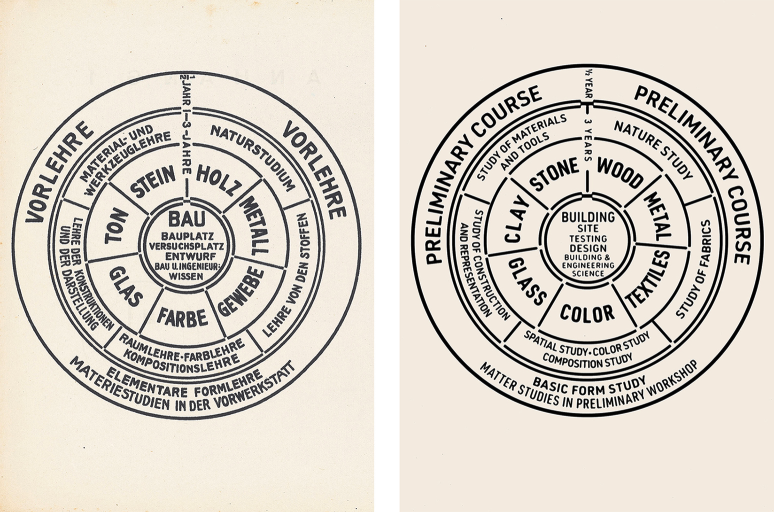 VORLEHRE
VORLEHRE
1/2 JAHR
3-JAHRE
MATERIAL- UND
WERKZEUGLEHRE
NATURSTUDIUM
LEHRE VON DEN STOFFEN
RAUMLEHRE-FARBLEHRE
KOMPOSITIONSLEHRE
LEHRE DER KONSTRUKTIONEN
UND DER DARSTELLUNG
STEIN
HOLZ
METALL
GEWEBE
FARBE
GLAS
TON
BAU
BAUPLATZ
VERSUCHSPLATZ
ENTWURF
BAU U. INGENIEUR-
WISSEN
ELEMENTARE FORMLEHRE
MATERIESTUDIEN IN DER VORWERKSTATT
PRELIMINARY COURSE
PRELIMINARY COURSE
½ YEAR
3 YEARS
STUDY OF MATERIALS
AND TOOLS
NATURE STUDY
STUDY OF FABRICS
SPATIAL STUDY-COLOR STUDY
COMPOSITION STUDY
STUDY OF CONSTRUCTION
AND REPRESENTATION
STONE
WOOD
METAL
TEXTILES
COLOR
GLASS
CLAY
BUILDING
SITE
TESTING
DESIGN
BUILDING &
ENGINEERING
SCIENCE
BASIC FORM STUDY
MATTER STUDIES IN PRELIMINARY WORKSHOP